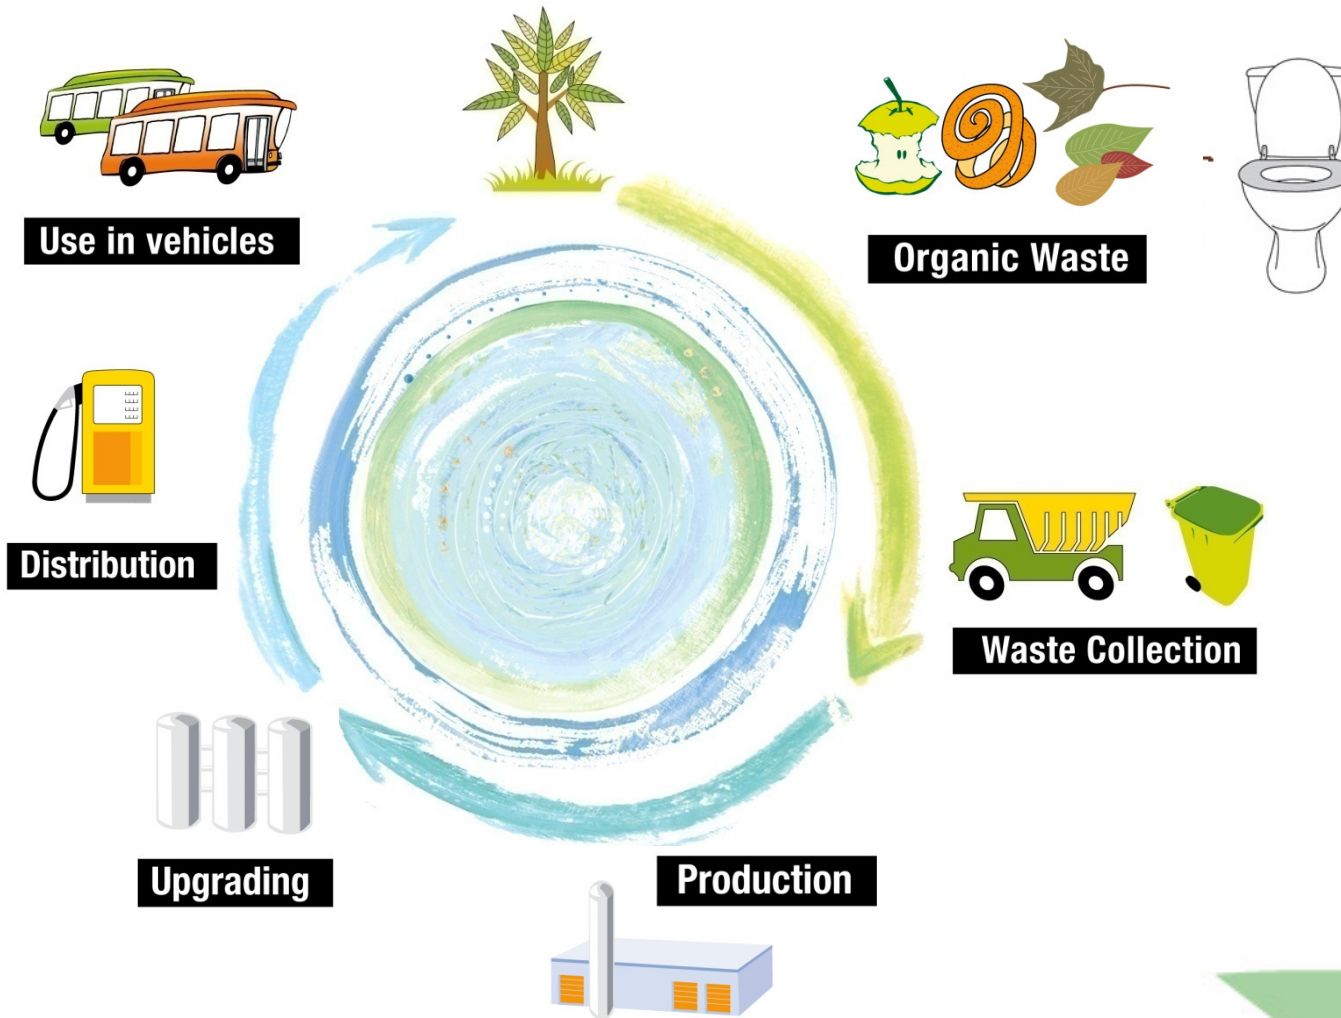 Use in vehicles
Organic Waste
Distribution
Waste Collection
Upgrading
Production